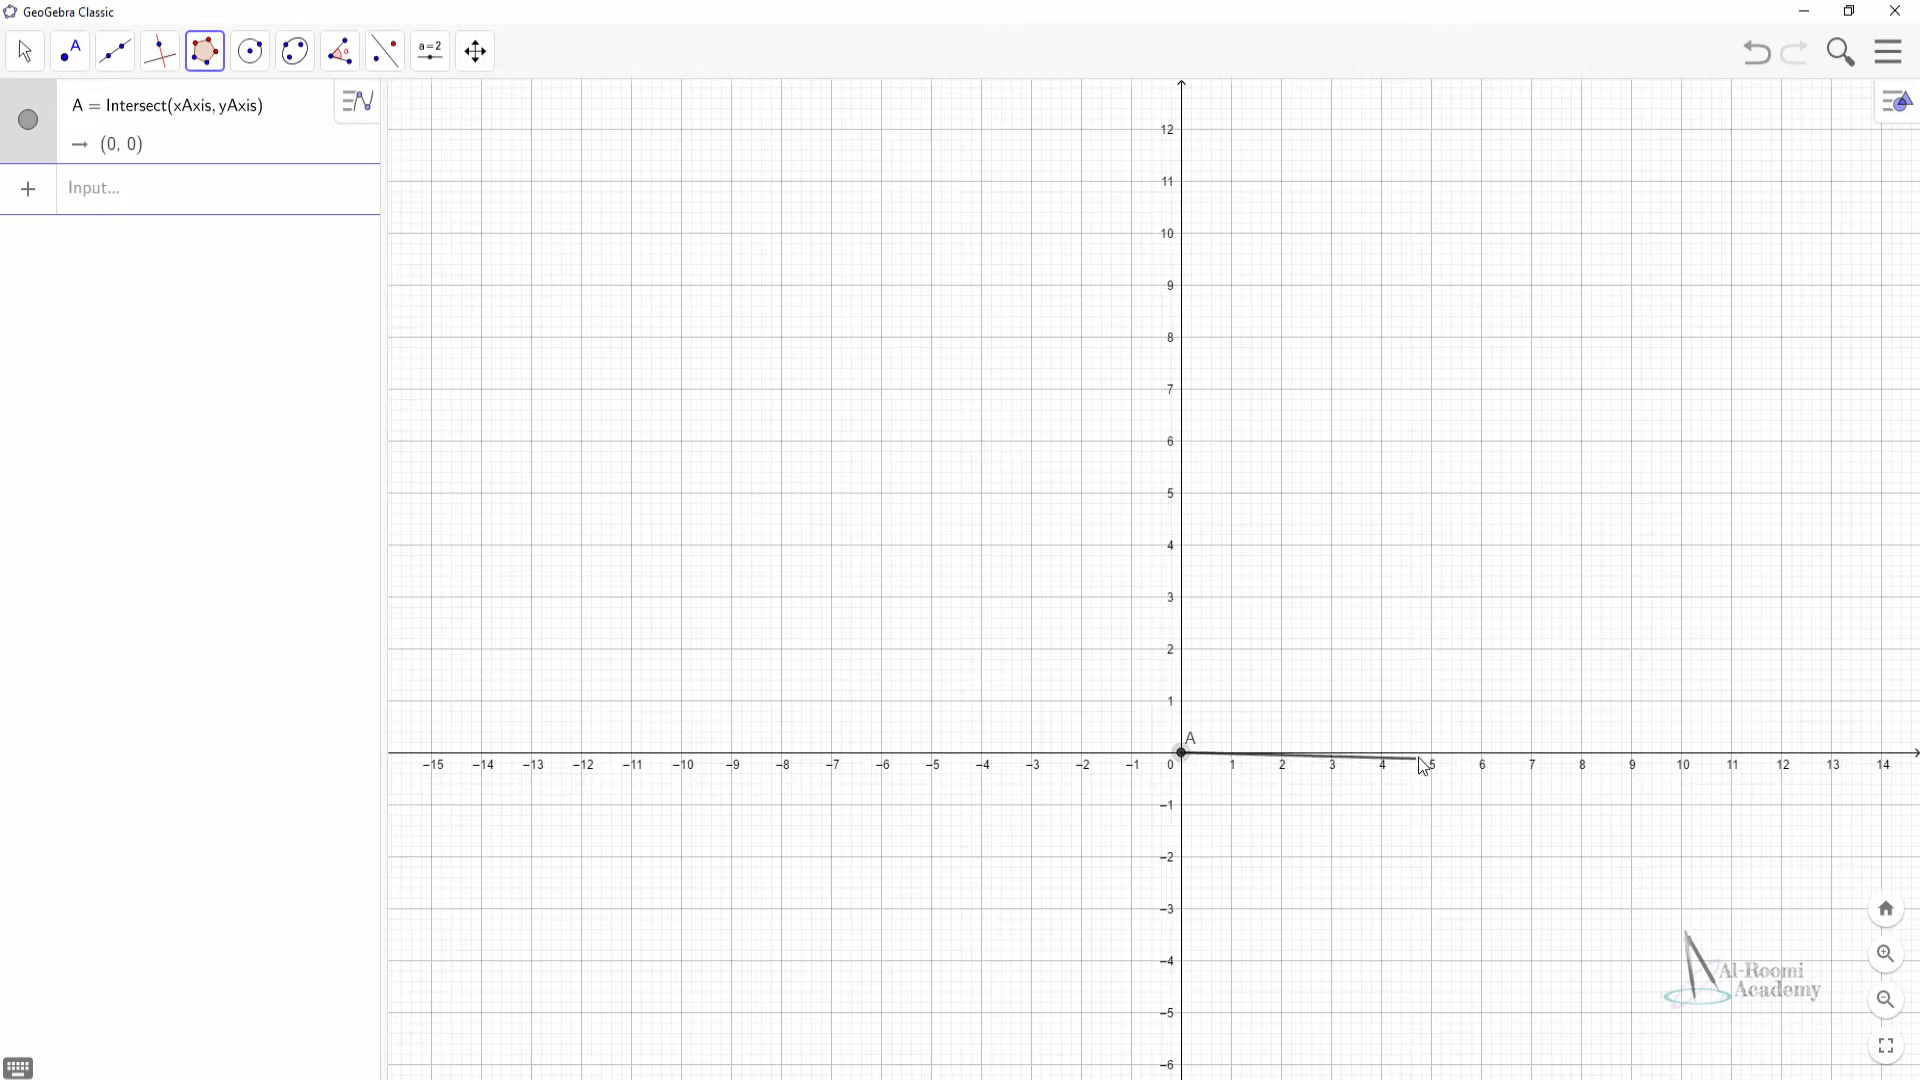 GeoGebra Classic
A
a=2
A = Intersect(xAxis, yAxis)
→ (0, 0)
Input...
12
11
10
9
8
7
6
5
4
3
2
1
A
−15 −14 −13 −12 −11 −10 −9 −8 −7 −6 −5 −4 −3 −2 −1 0 1 2 3 4 5 6 7 8 9 10 11 12 13 14
−1
−2
−3
−4
−5
−6
Al-Roomi
Academy